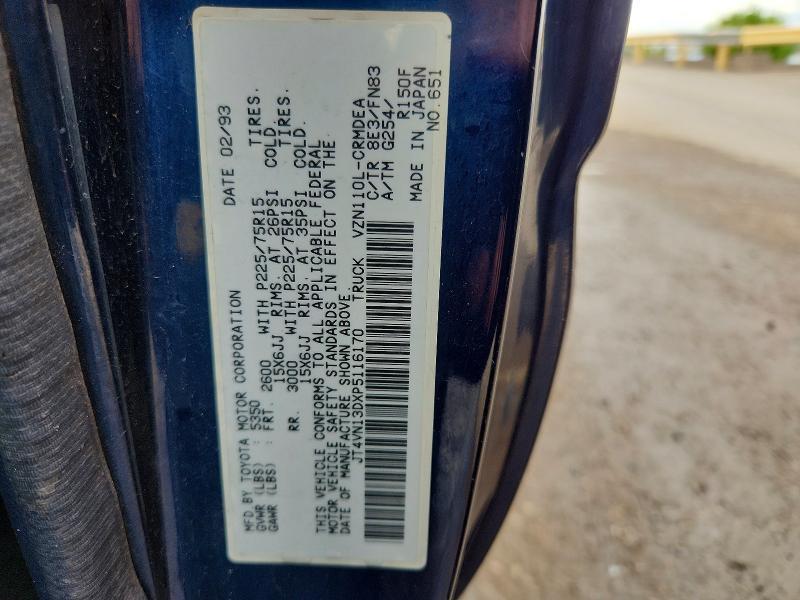 MFD BY TOYOTA MOTOR CORPORATION DATE 02/93
GVWR (LBS) : 5350
GAWR (LBS) : FRT. 2600 WITH P225/75R15 TIRES.
15X6JJ RIMS. AT 26PSI COLD.
RR. 3000 WITH P225/75R15 TIRES.
15X6JJ RIMS. AT 35PSI COLD.
THIS VEHICLE CONFORMS TO ALL APPLICABLE FEDERAL
MOTOR VEHICLE SAFETY STANDARDS IN EFFECT ON THE
DATE OF MANUFACTURE SHOWN ABOVE.
JT4VN13DXP5116170 TRUCK VZN110L-CRMDEA
C/TR 8E3/FN83
A/TM G254/
R150F
MADE IN JAPAN
NO.651